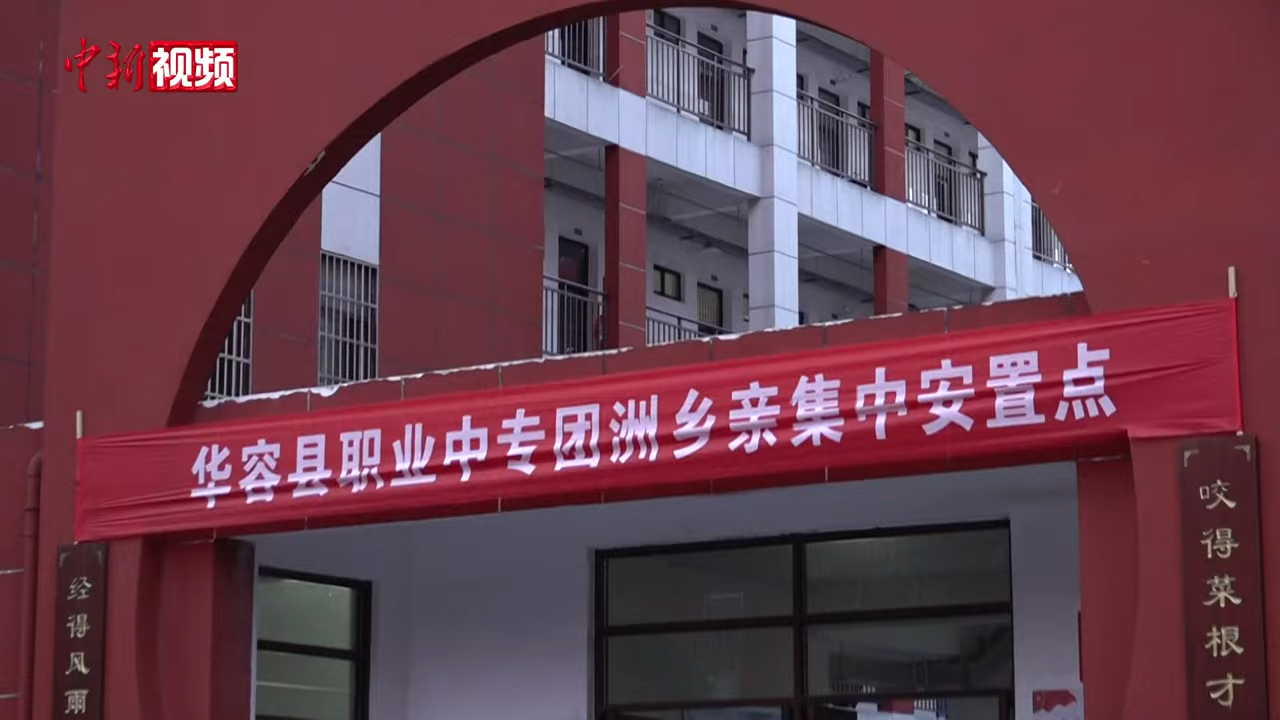 中新视频
华容县职业中专团洲乡亲集中安置点
咬得菜根才
经得风雨